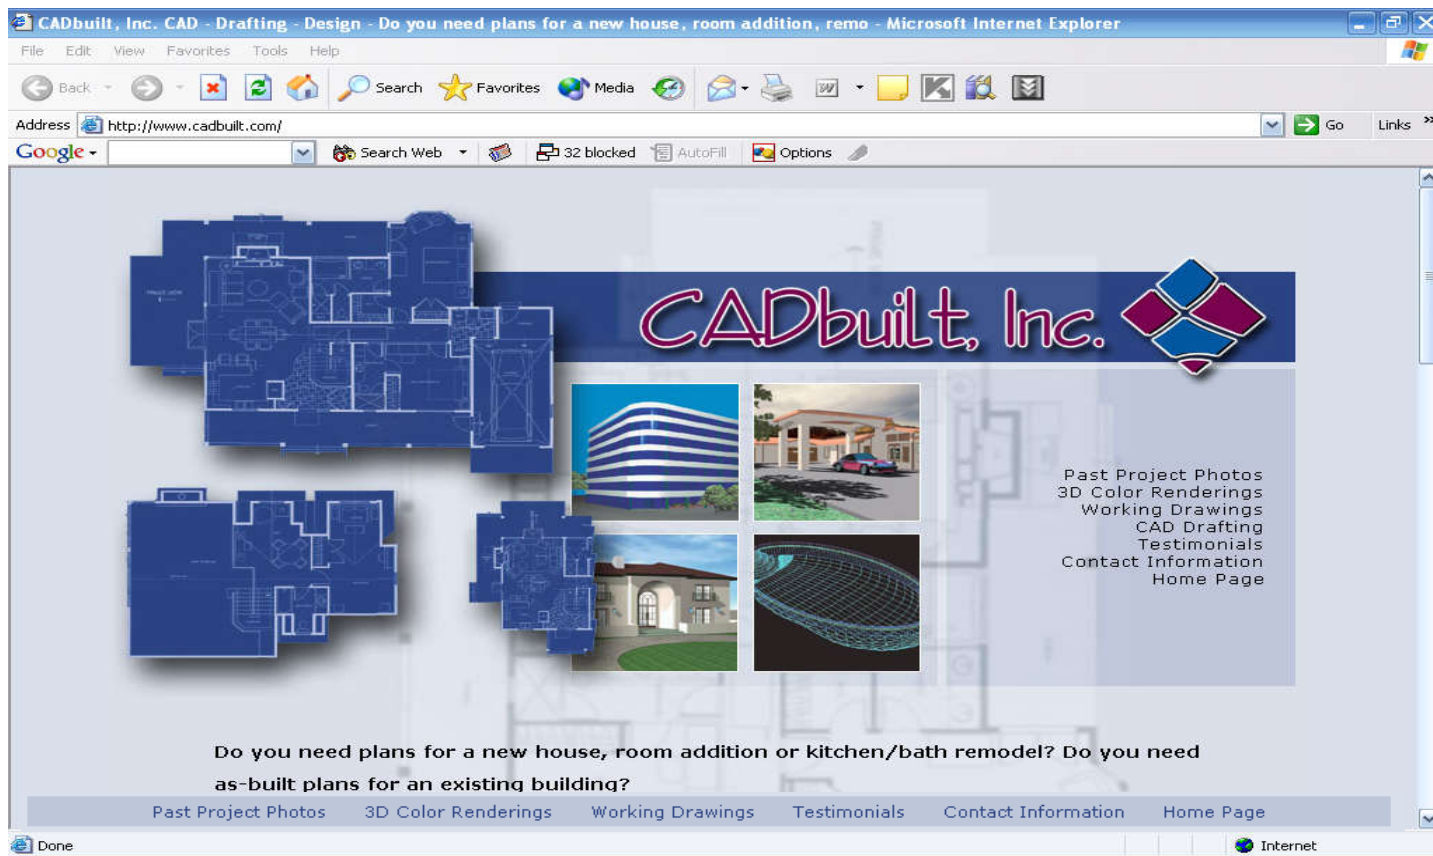 CADbuilt, Inc. CAD - Drafting - Design - Do you need plans for a new house, room addition, remo - Microsoft Internet Explorer
File Edit View Favorites Tools Help
Back Search Favorites Media
Address http://www.cadbuilt.com/ Go Links »
Google Search Web 32 blocked AutoFill Options
CADbuilt, Inc.
Past Project Photos
3D Color Renderings
Working Drawings
CAD Drafting
Testimonials
Contact Information
Home Page
Do you need plans for a new house, room addition or kitchen/bath remodel? Do you need
as-built plans for an existing building?
Past Project Photos 3D Color Renderings Working Drawings Testimonials Contact Information Home Page
Done Internet